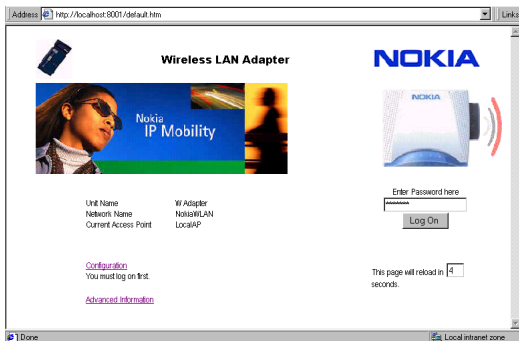 Address http://localhost:8001/default.htm Links
Wireless LAN Adapter
NOKIA
Nokia
IP Mobility
NOKIA
Unit Name W Adapter
Network Name NokiaWLAN
Current Access Point LocalAP
Enter Password here
********
Log On
Configuration
You must log on first.
This page will reload in 4
seconds.
Advanced Information
Done Local intranet zone